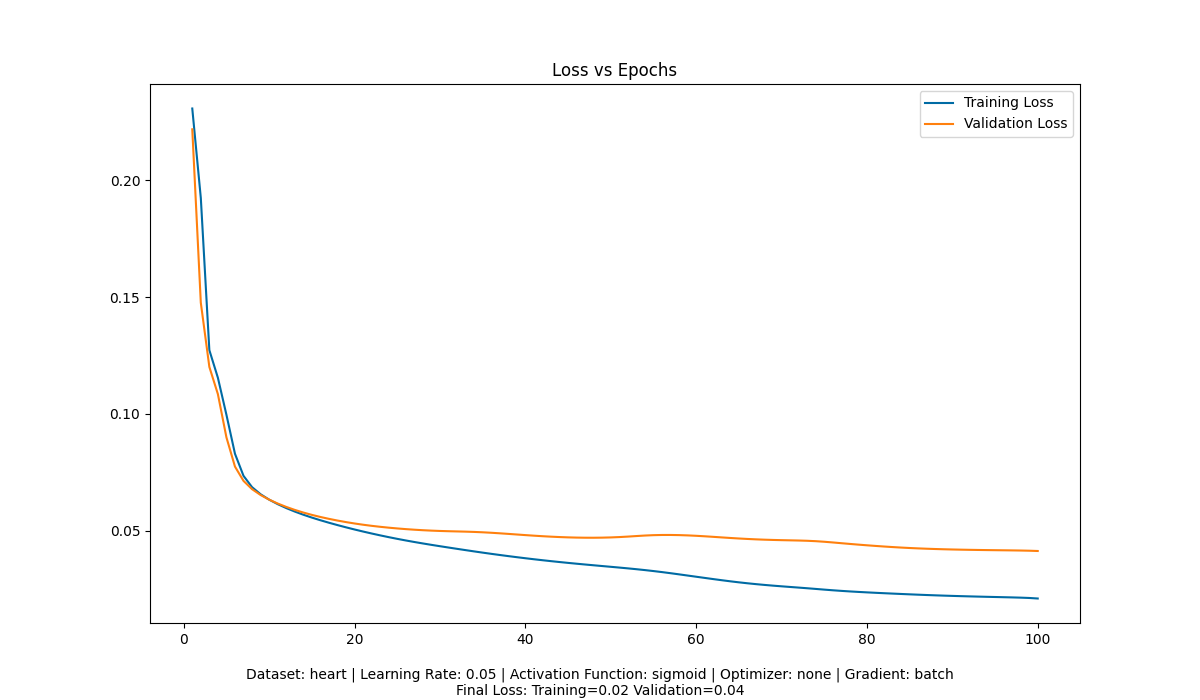 Loss vs Epochs
Training Loss
Validation Loss
0.20
0.15
0.10
0.05
0 20 40 60 80 100
Dataset: heart | Learning Rate: 0.05 | Activation Function: sigmoid | Optimizer: none | Gradient: batch
Final Loss: Training=0.02 Validation=0.04